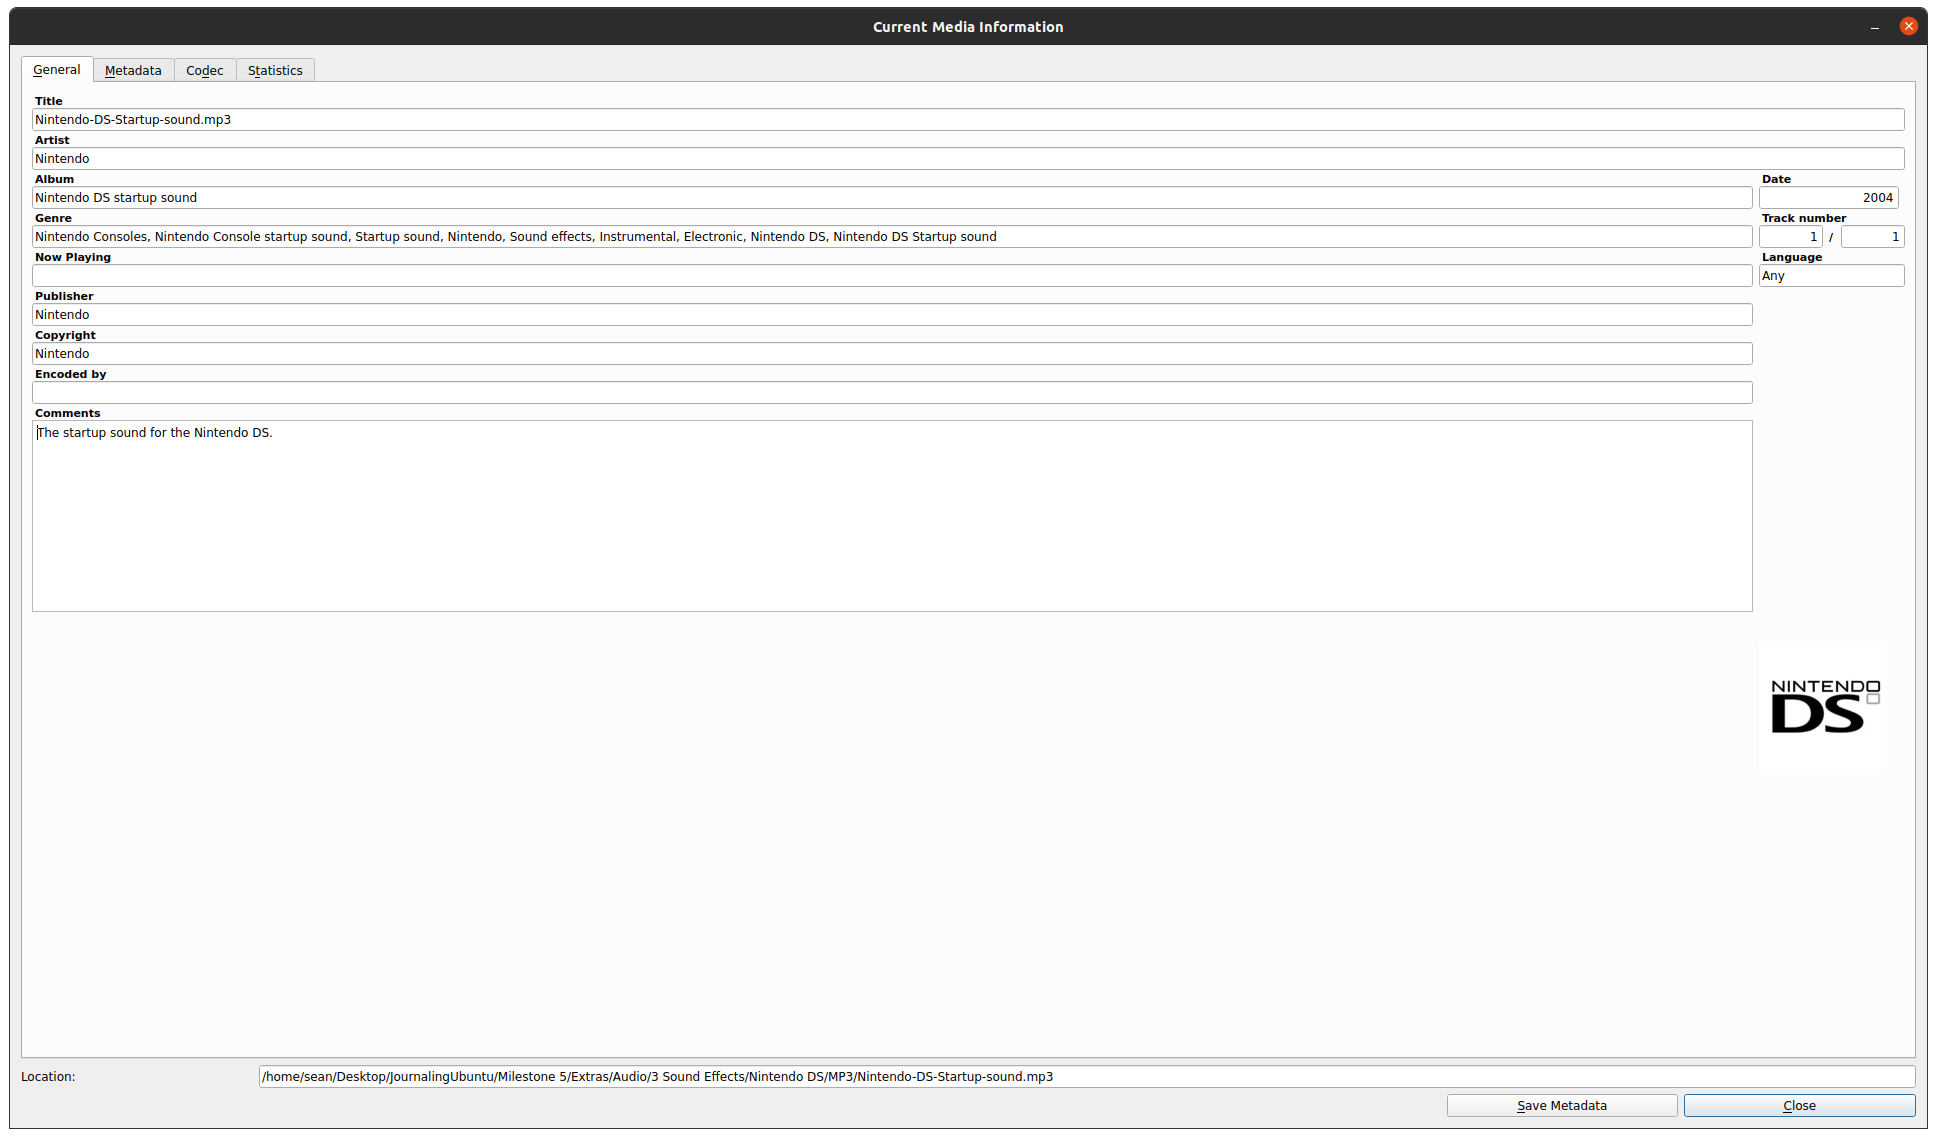 Current Media Information
General Metadata Codec Statistics
Title
Nintendo-DS-Startup-sound.mp3
Artist
Nintendo
Album Date
Nintendo DS startup sound 2004
Genre Track number
Nintendo Consoles, Nintendo Console startup sound, Startup sound, Nintendo, Sound effects, Instrumental, Electronic, Nintendo DS, Nintendo DS Startup sound 1 / 1
Now Playing Language
Any
Publisher
Nintendo
Copyright
Nintendo
Encoded by
Comments
The startup sound for the Nintendo DS.
NINTENDO
DS
Location: /home/sean/Desktop/JournalingUbuntu/Milestone 5/Extras/Audio/3 Sound Effects/Nintendo DS/MP3/Nintendo-DS-Startup-sound.mp3
Save Metadata Close